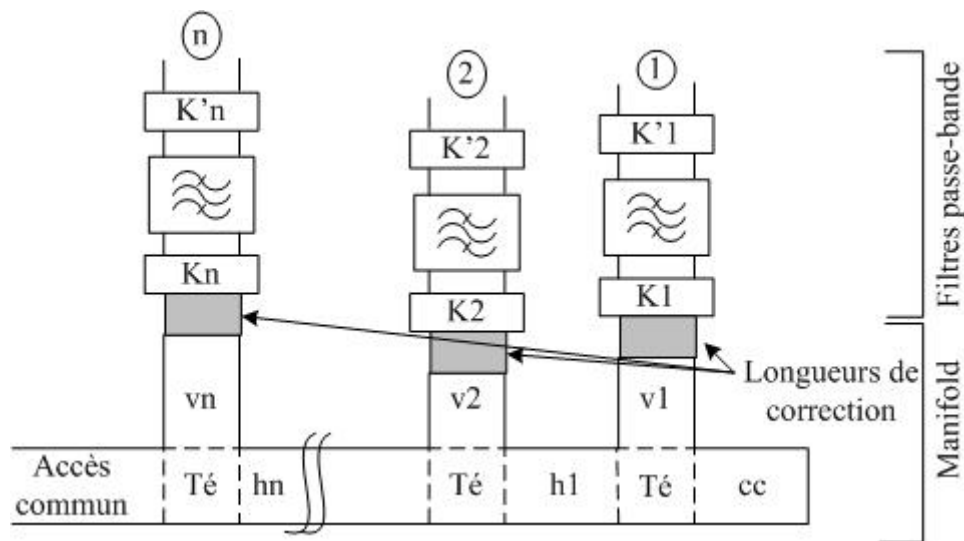 n
2
1
K'n
K'2
K'1
Kn
K2
K1
Filtres passe-bande
vn
v2
v1
Longueurs de
correction
Manifold
Accès
commun
Té
hn
Té
h1
Té
cc